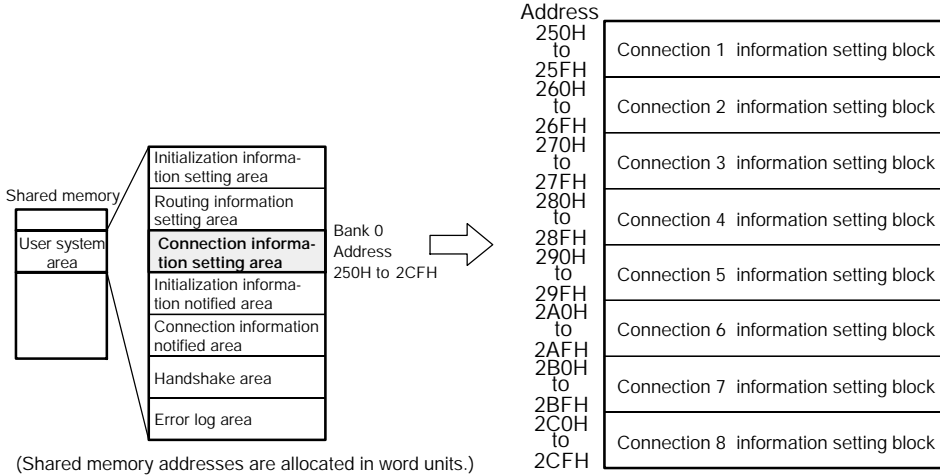 Shared memory
User system
area
Initialization informa-
tion setting area
Routing information
setting area
Connection informa-
tion setting area
Initialization informa-
tion notified area
Connection information
notified area
Handshake area
Error log area
Bank 0
Address
250H to 2CFH
(Shared memory addresses are allocated in word units.)
Address
250H
to
25FH
Connection 1 information setting block
260H
to
26FH
Connection 2 information setting block
270H
to
27FH
Connection 3 information setting block
280H
to
28FH
Connection 4 information setting block
290H
to
29FH
Connection 5 information setting block
2A0H
to
2AFH
Connection 6 information setting block
2B0H
to
2BFH
Connection 7 information setting block
2C0H
to
2CFH
Connection 8 information setting block